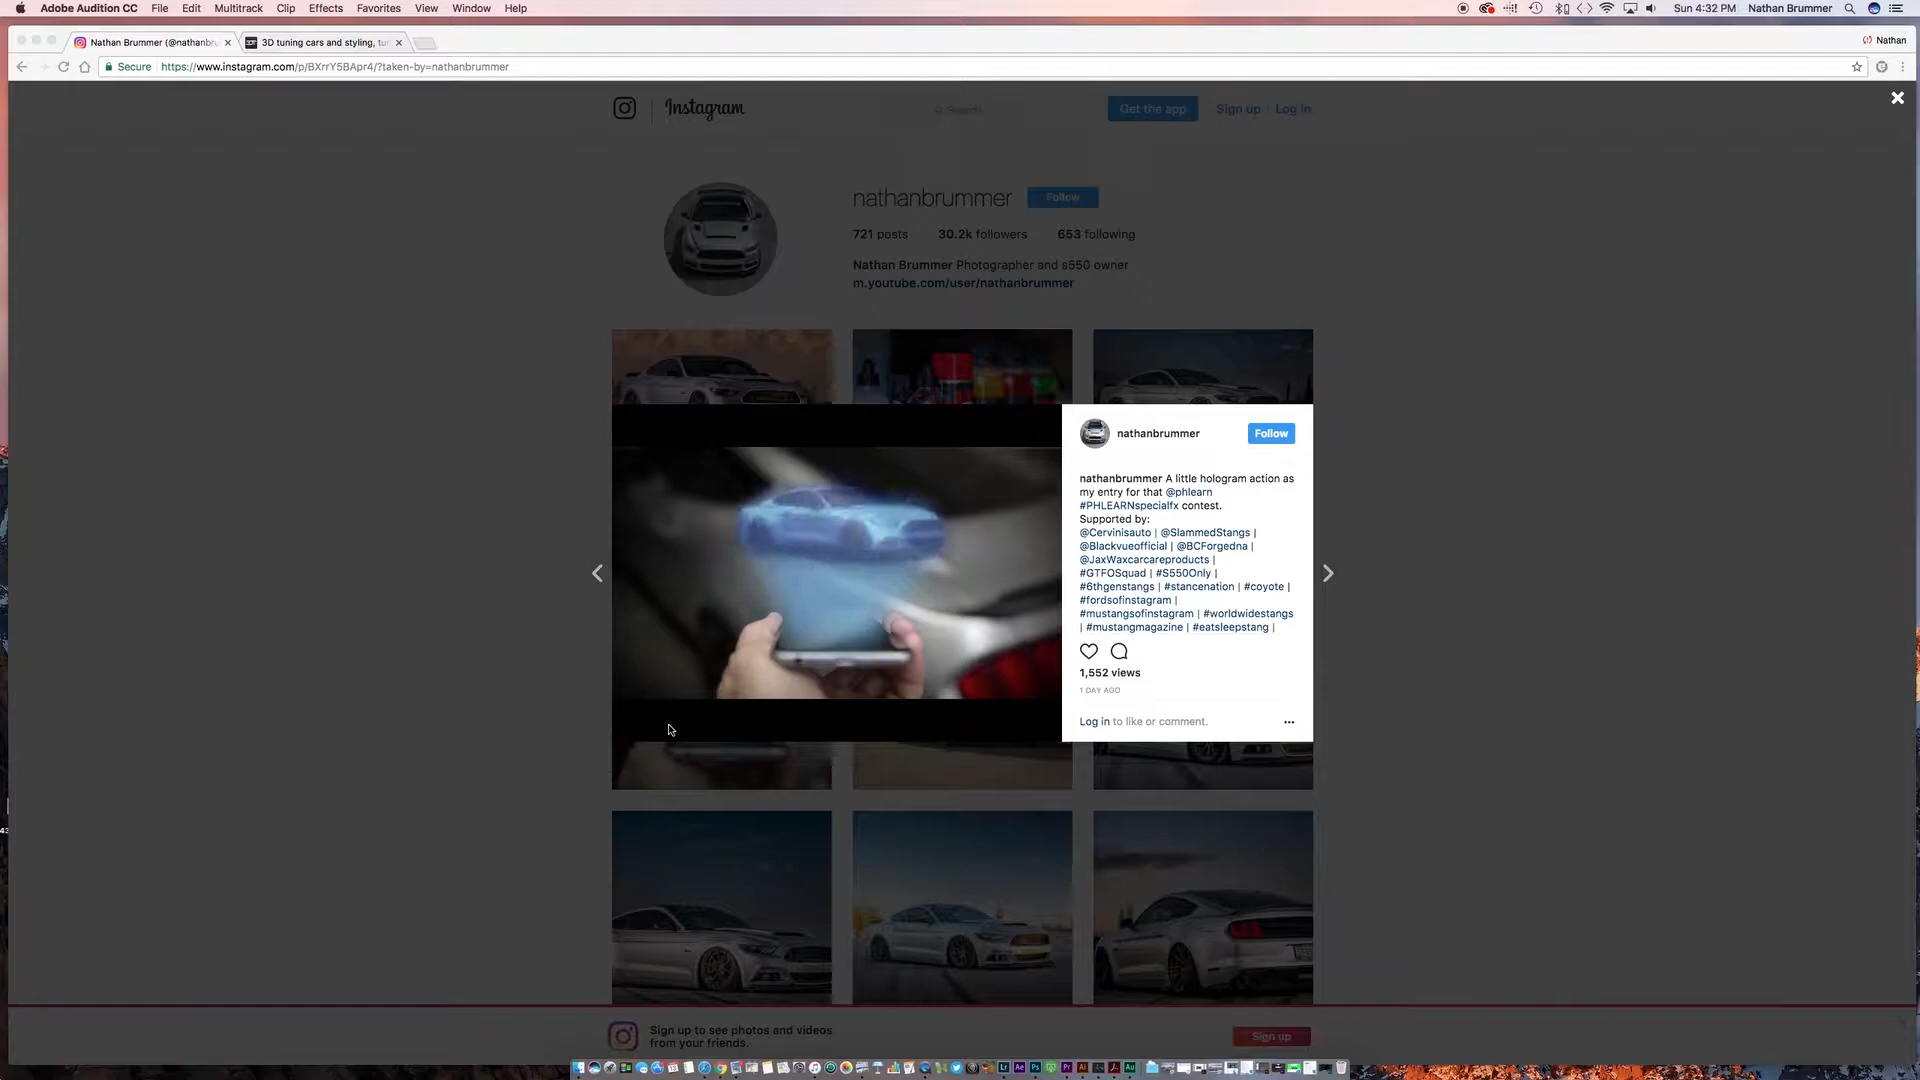 Adobe Audition CC File Edit Multitrack Clip Effects Favorites View Window Help Sun 4:32 PM Nathan Brummer
Nathan Brummer (@nathanbru 3D tuning cars and styling, tun Nathan
Secure https://www.instagram.com/p/BXrrY5BApr4/?taken-by=nathanbrummer
Instagram Search Get the app Sign up | Log in
nathanbrummer Follow
721 posts 30.2k followers 653 following
Nathan Brummer Photographer and s550 owner
m.youtube.com/user/nathanbrummer
nathanbrummer Follow
nathanbrummer A little hologram action as
my entry for that @phlearn
#PHLEARNspecialfx contest.
Supported by:
@Cervinisauto | @SlammedStangs |
@Blackvueofficial | @BCForgedna |
@JaxWaxcarcareproducts |
#GTFOSquad | #S550Only |
#6thgenstangs | #stancenation | #coyote |
#fordsofinstagram |
#mustangsofinstagram | #worldwidestangs
| #mustangmagazine | #eatsleepstang |
1,552 views
1 DAY AGO
Log in to like or comment.
Sign up to see photos and videos
from your friends.
Sign up